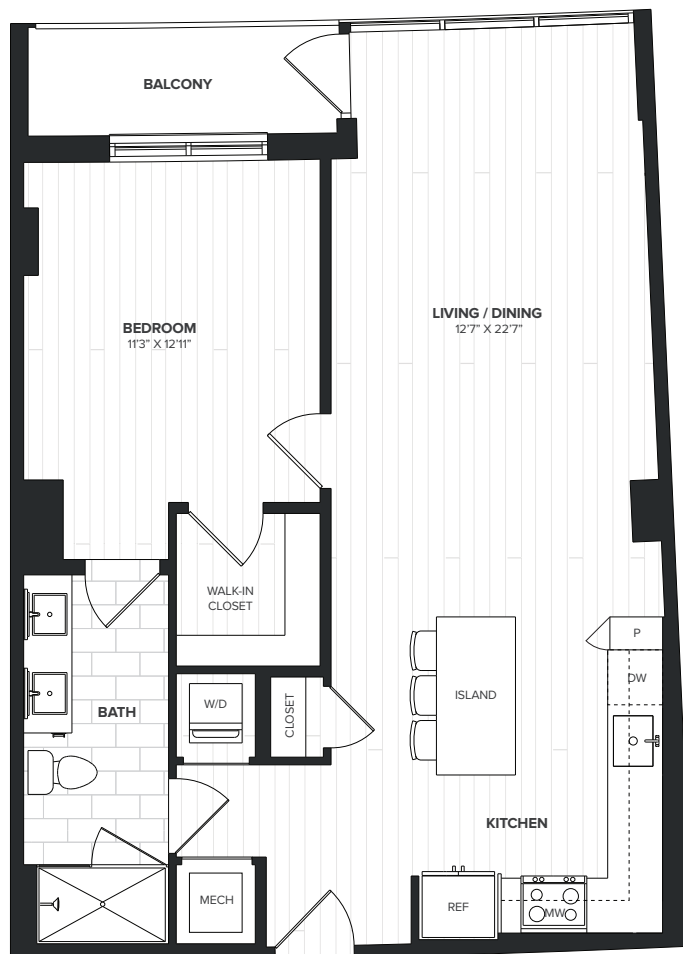 BALCONY
BEDROOM
11'3" X 12'11"
LIVING / DINING
12'7" X 22'7"
WALK-IN
CLOSET
P
DW
W/D
CLOSET
ISLAND
BATH
KITCHEN
MECH
REF
MW